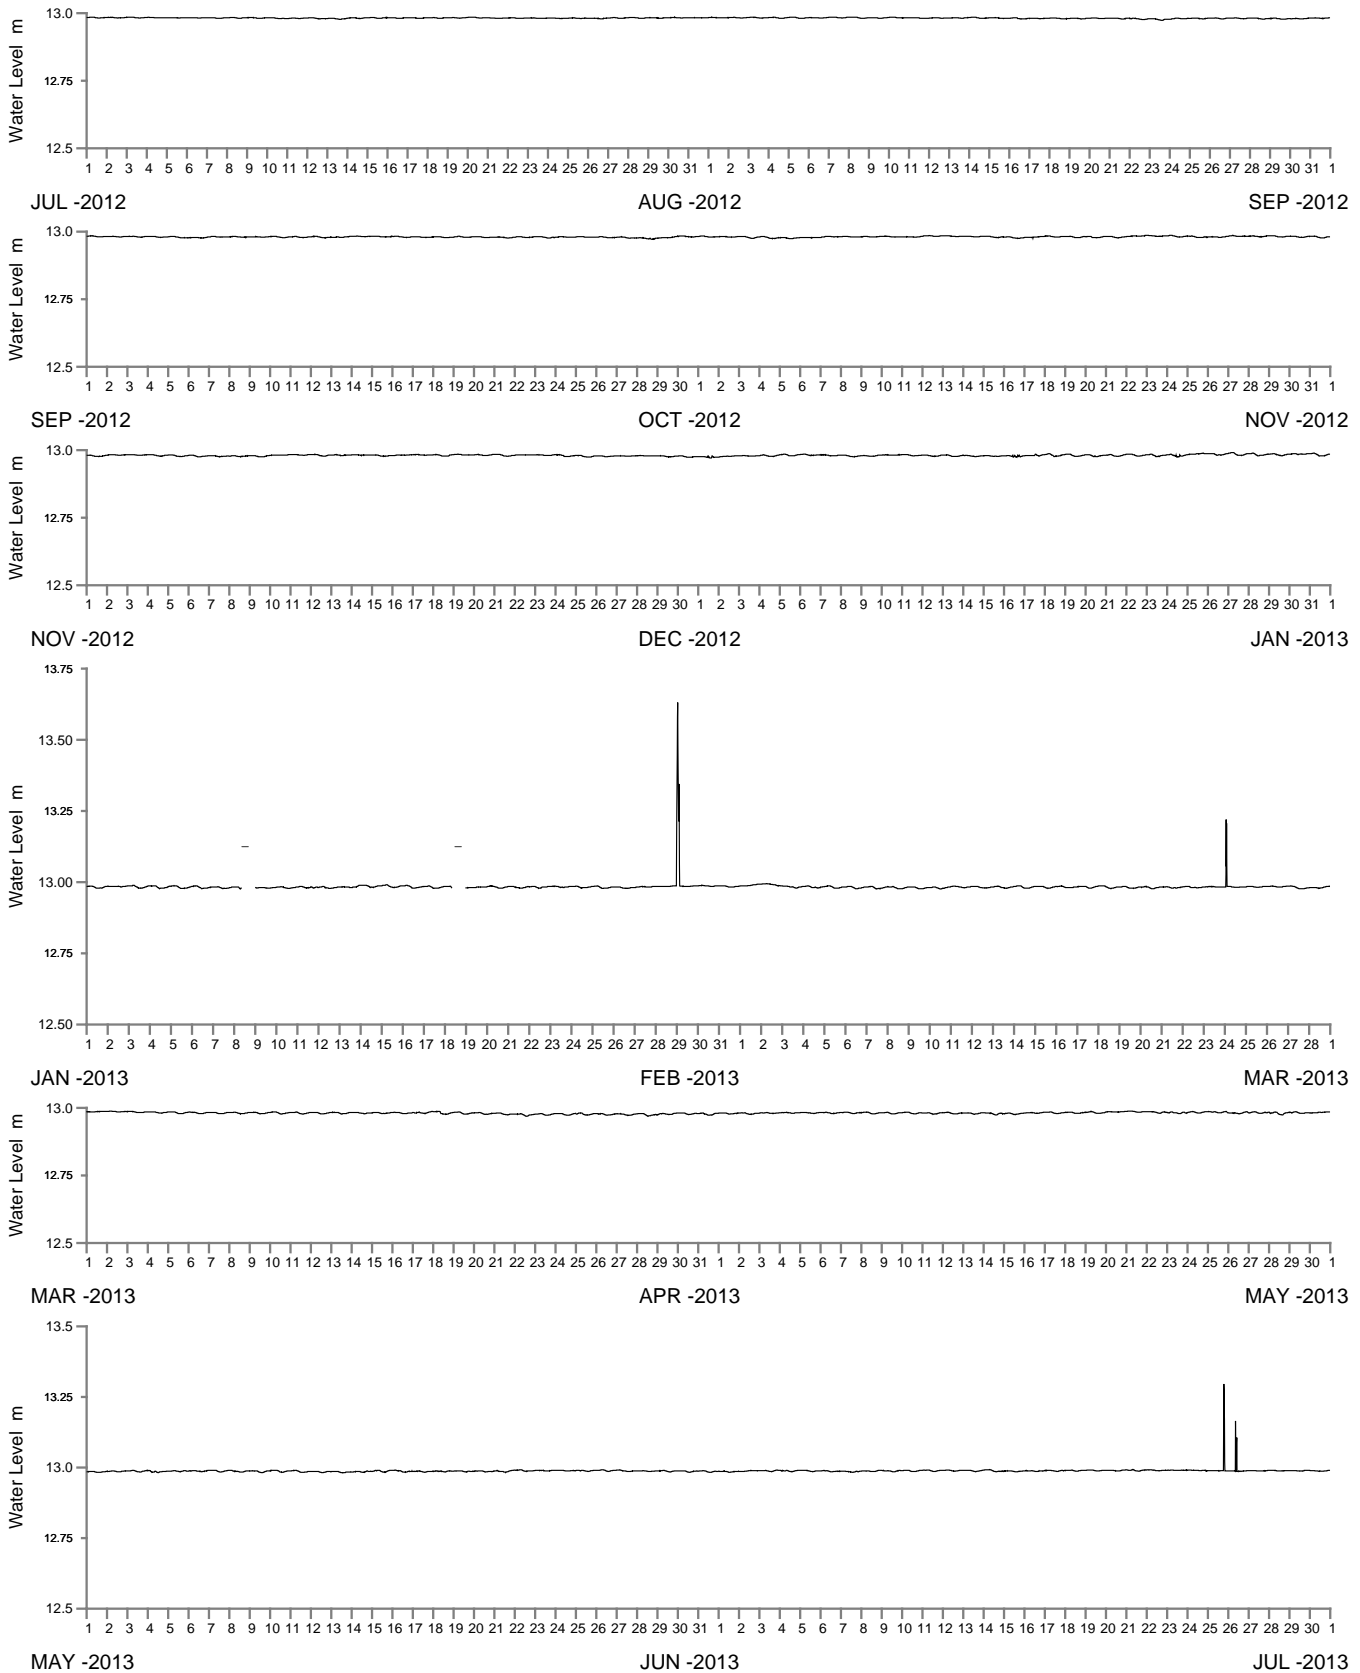 13.0
Water Level m
12.75
12.5
1 2 3 4 5 6 7 8 9 10 11 12 13 14 15 16 17 18 19 20 21 22 23 24 25 26 27 28 29 30 31 1 2 3 4 5 6 7 8 9 10 11 12 13 14 15 16 17 18 19 20 21 22 23 24 25 26 27 28 29 30 31 1
JUL -2012 AUG -2012 SEP -2012
13.0
Water Level m
12.75
12.5
1 2 3 4 5 6 7 8 9 10 11 12 13 14 15 16 17 18 19 20 21 22 23 24 25 26 27 28 29 30 1 2 3 4 5 6 7 8 9 10 11 12 13 14 15 16 17 18 19 20 21 22 23 24 25 26 27 28 29 30 31 1
SEP -2012 OCT -2012 NOV -2012
13.0
Water Level m
12.75
12.5
1 2 3 4 5 6 7 8 9 10 11 12 13 14 15 16 17 18 19 20 21 22 23 24 25 26 27 28 29 30 1 2 3 4 5 6 7 8 9 10 11 12 13 14 15 16 17 18 19 20 21 22 23 24 25 26 27 28 29 30 31 1
NOV -2012 DEC -2012 JAN -2013
13.75
13.50
13.25
Water Level m
13.00
12.75
12.50
1 2 3 4 5 6 7 8 9 10 11 12 13 14 15 16 17 18 19 20 21 22 23 24 25 26 27 28 29 30 31 1 2 3 4 5 6 7 8 9 10 11 12 13 14 15 16 17 18 19 20 21 22 23 24 25 26 27 28 1
JAN -2013 FEB -2013 MAR -2013
13.0
Water Level m
12.75
12.5
1 2 3 4 5 6 7 8 9 10 11 12 13 14 15 16 17 18 19 20 21 22 23 24 25 26 27 28 29 30 31 1 2 3 4 5 6 7 8 9 10 11 12 13 14 15 16 17 18 19 20 21 22 23 24 25 26 27 28 29 30 1
MAR -2013 APR -2013 MAY -2013
13.5
13.25
Water Level m
13.0
12.75
12.5
1 2 3 4 5 6 7 8 9 10 11 12 13 14 15 16 17 18 19 20 21 22 23 24 25 26 27 28 29 30 31 1 2 3 4 5 6 7 8 9 10 11 12 13 14 15 16 17 18 19 20 21 22 23 24 25 26 27 28 29 30 1
MAY -2013 JUN -2013 JUL -2013